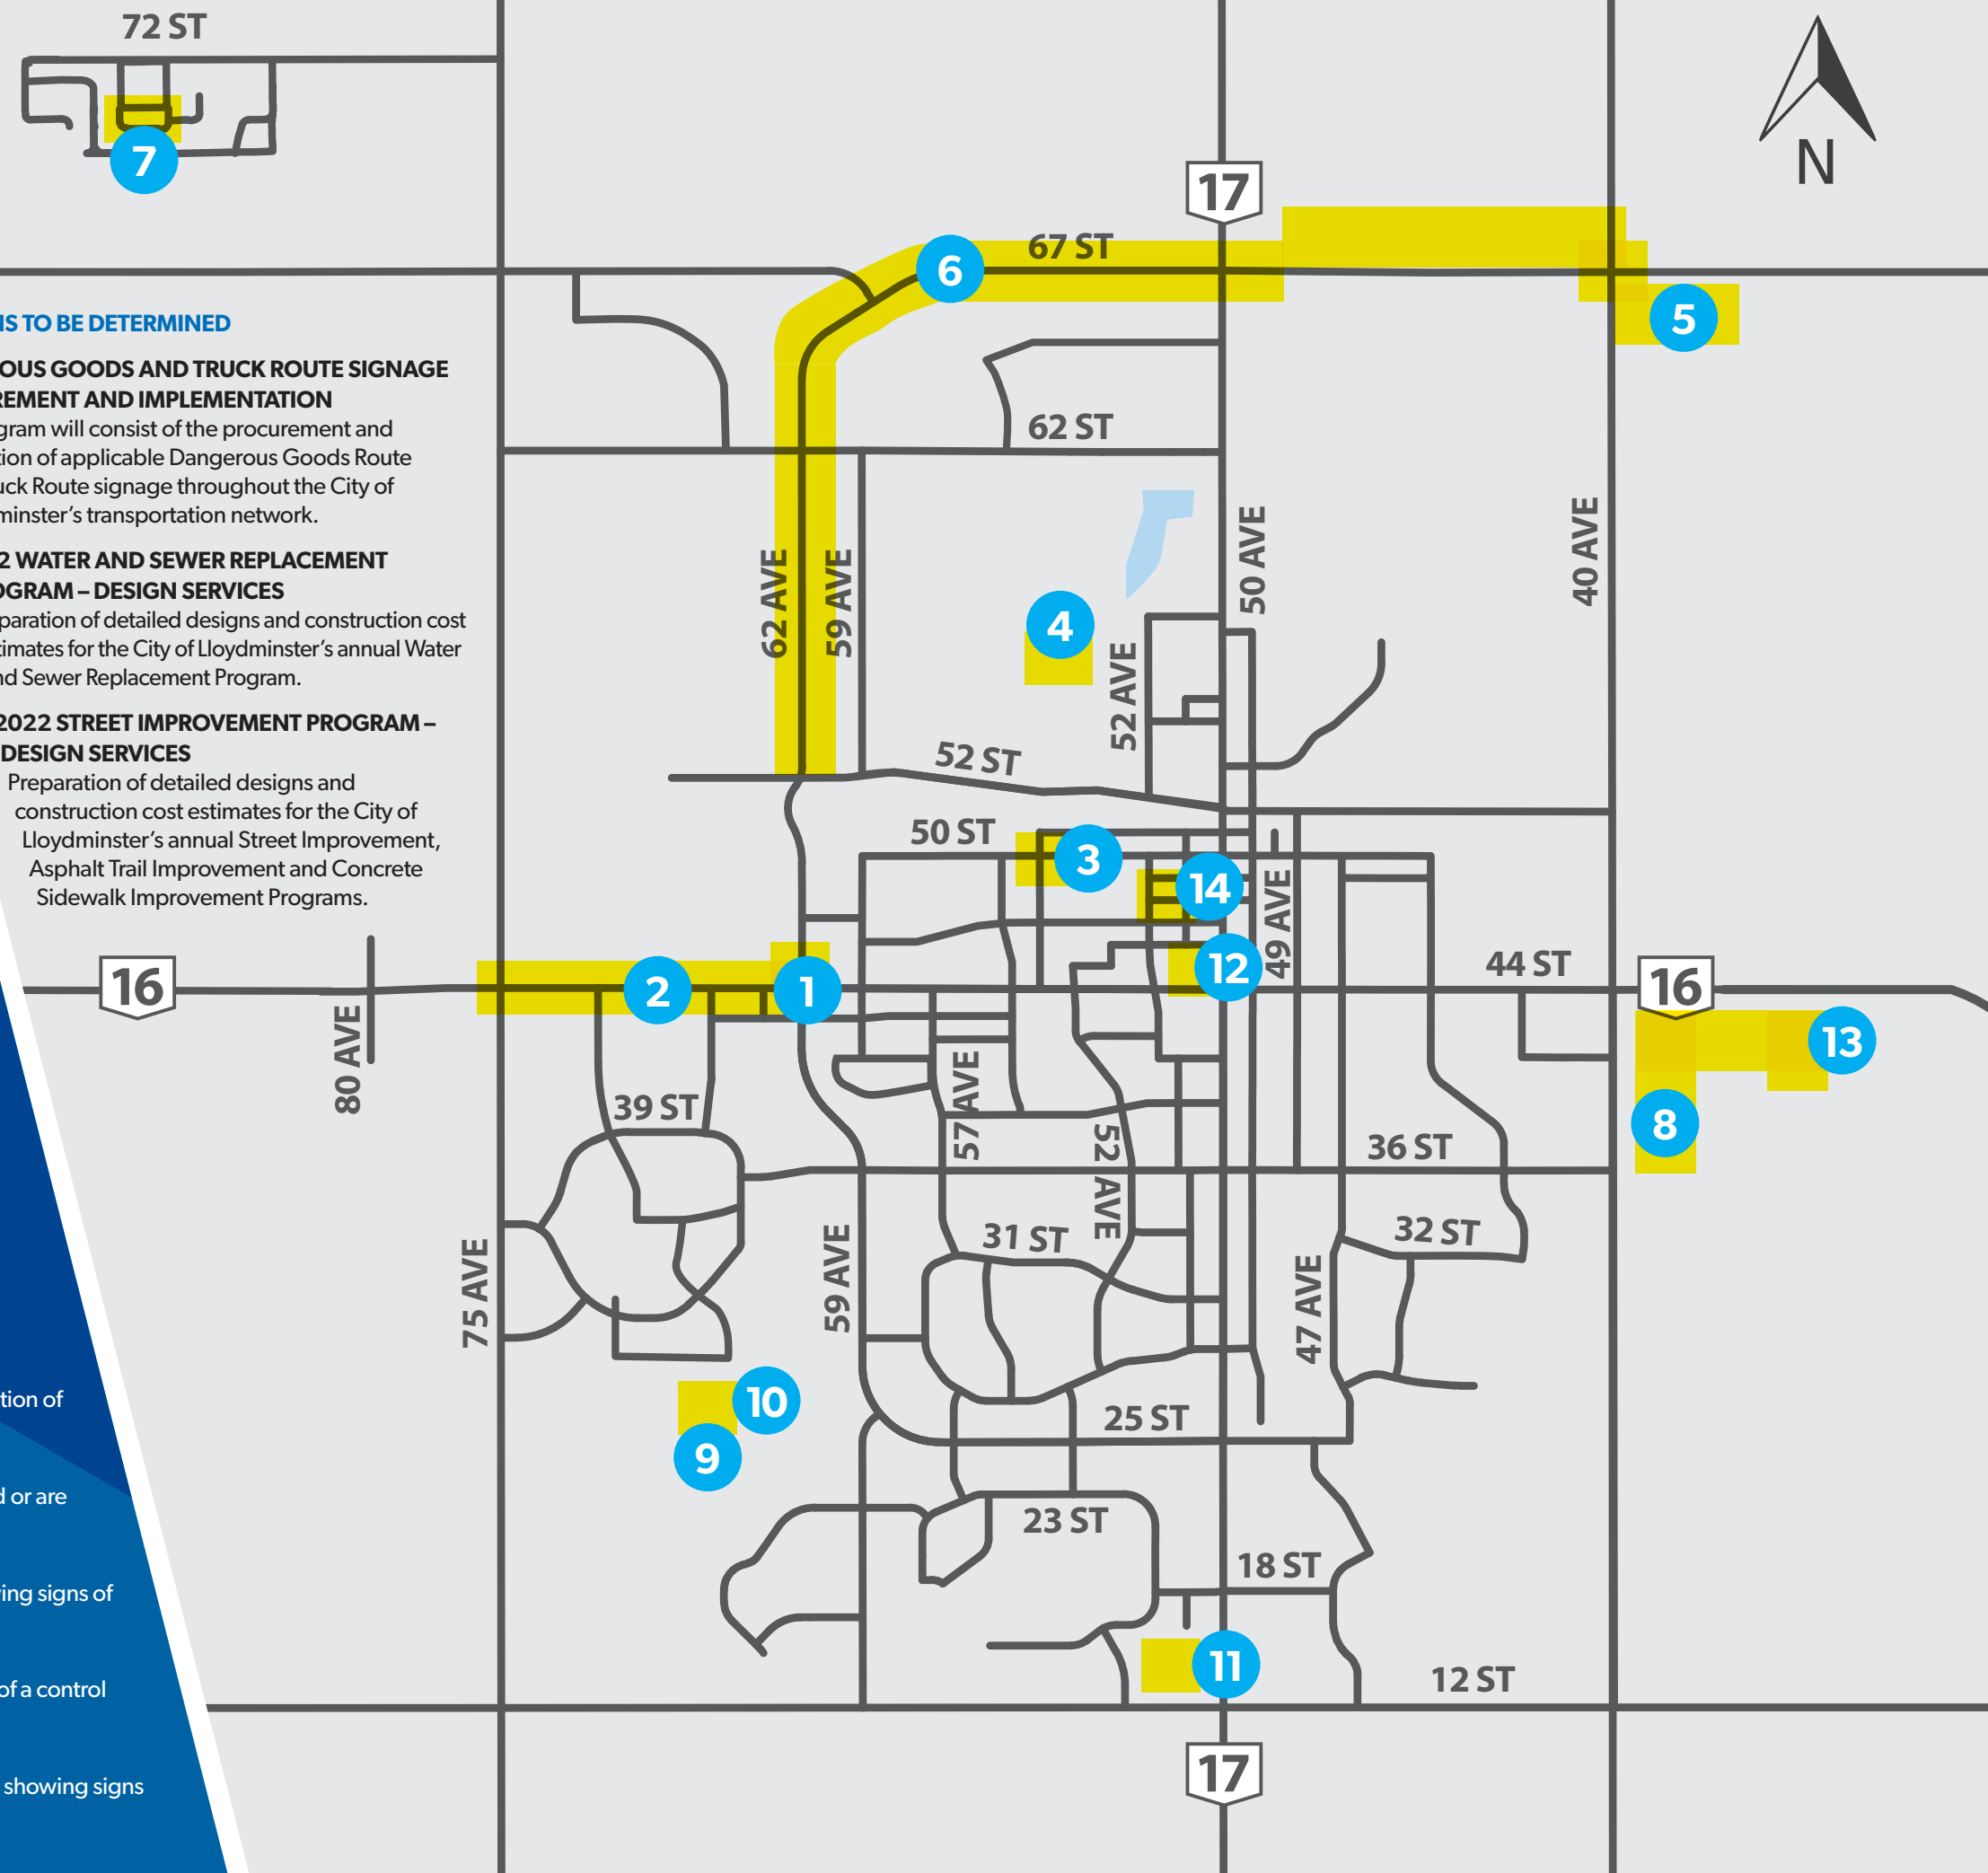 72 ST
7
N
17
67 ST
6
5
IS TO BE DETERMINED
OUS GOODS AND TRUCK ROUTE SIGNAGE
REMENT AND IMPLEMENTATION
gram will consist of the procurement and
tion of applicable Dangerous Goods Route
uck Route signage throughout the City of
minster’s transportation network.
2 WATER AND SEWER REPLACEMENT
OGRAM – DESIGN SERVICES
paration of detailed designs and construction cost
timates for the City of Lloydminster’s annual Water
nd Sewer Replacement Program.
2022 STREET IMPROVEMENT PROGRAM –
DESIGN SERVICES
Preparation of detailed designs and
construction cost estimates for the City of
Lloydminster’s annual Street Improvement,
Asphalt Trail Improvement and Concrete
Sidewalk Improvement Programs.
62 ST
62 AVE
59 AVE
50 AVE
40 AVE
4
52 AVE
52 ST
50 ST
3
14
49 AVE
12
44 ST
16
16
2
1
13
80 AVE
39 ST
57 AVE
52 AVE
8
36 ST
31 ST
32 ST
75 AVE
59 AVE
47 AVE
10
9
25 ST
23 ST
18 ST
11
12 ST
17
tion of
d or are
ing signs of
of a control
showing signs